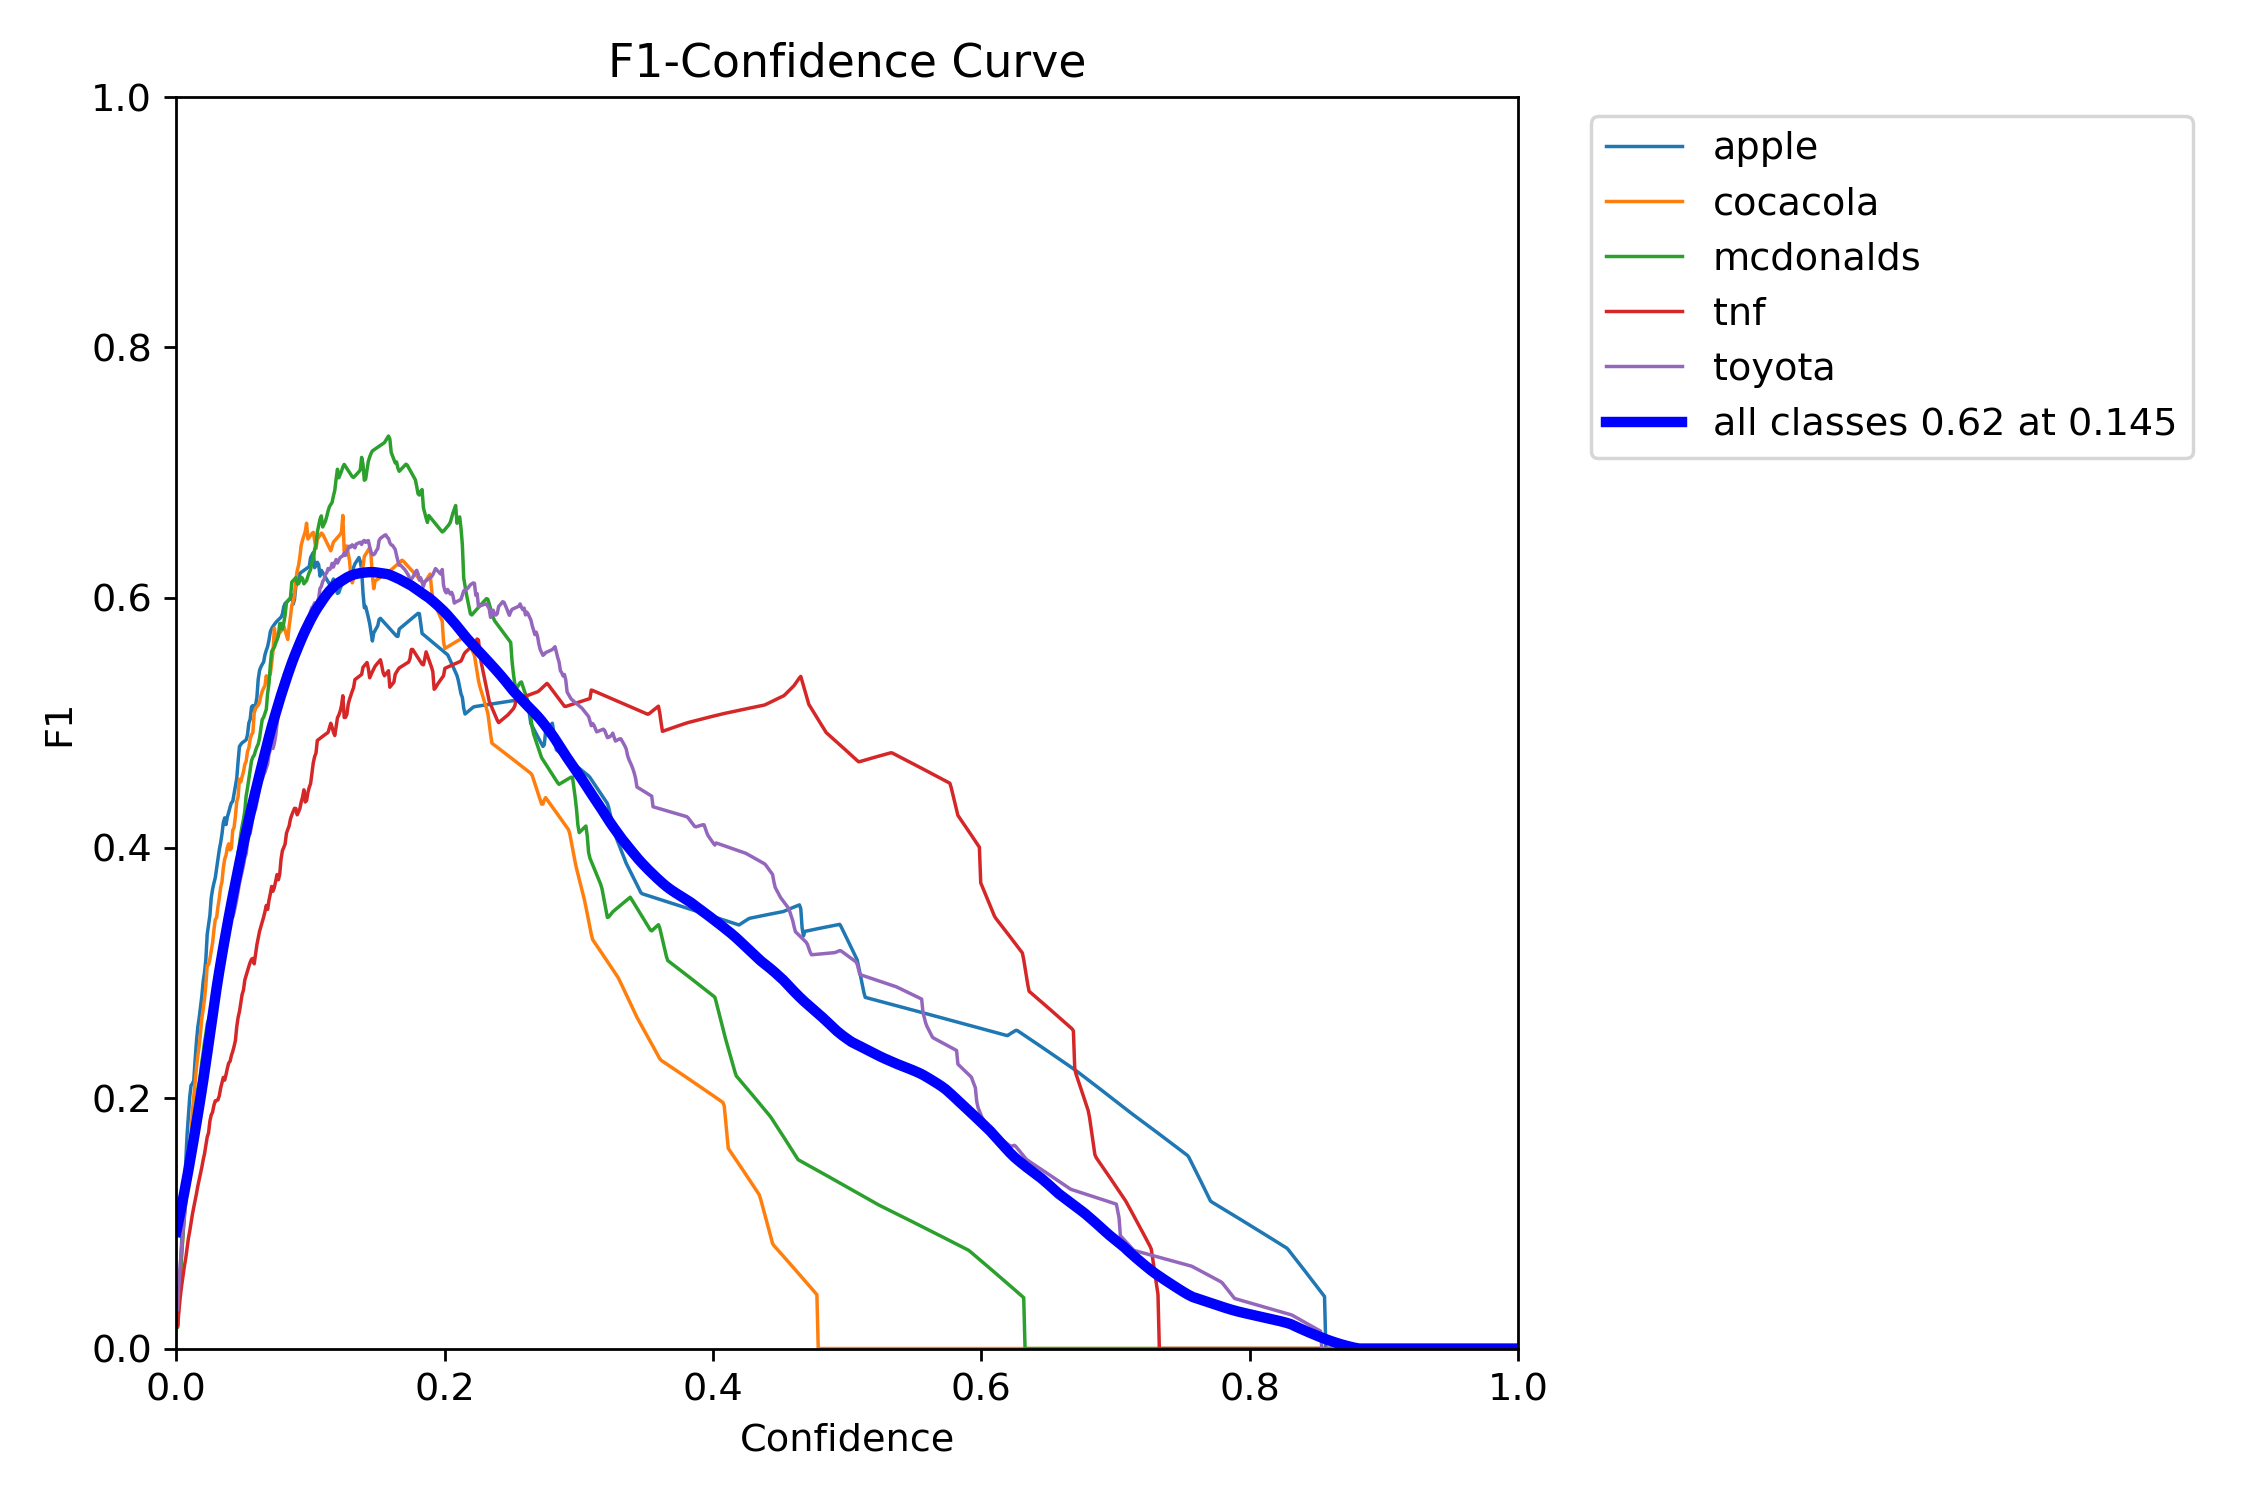 F1-Confidence Curve
1.0
0.8
0.6
0.4
0.2
0.0
F1
0.0 0.2 0.4 0.6 0.8 1.0
Confidence
apple
cocacola
mcdonalds
tnf
toyota
all classes 0.62 at 0.145